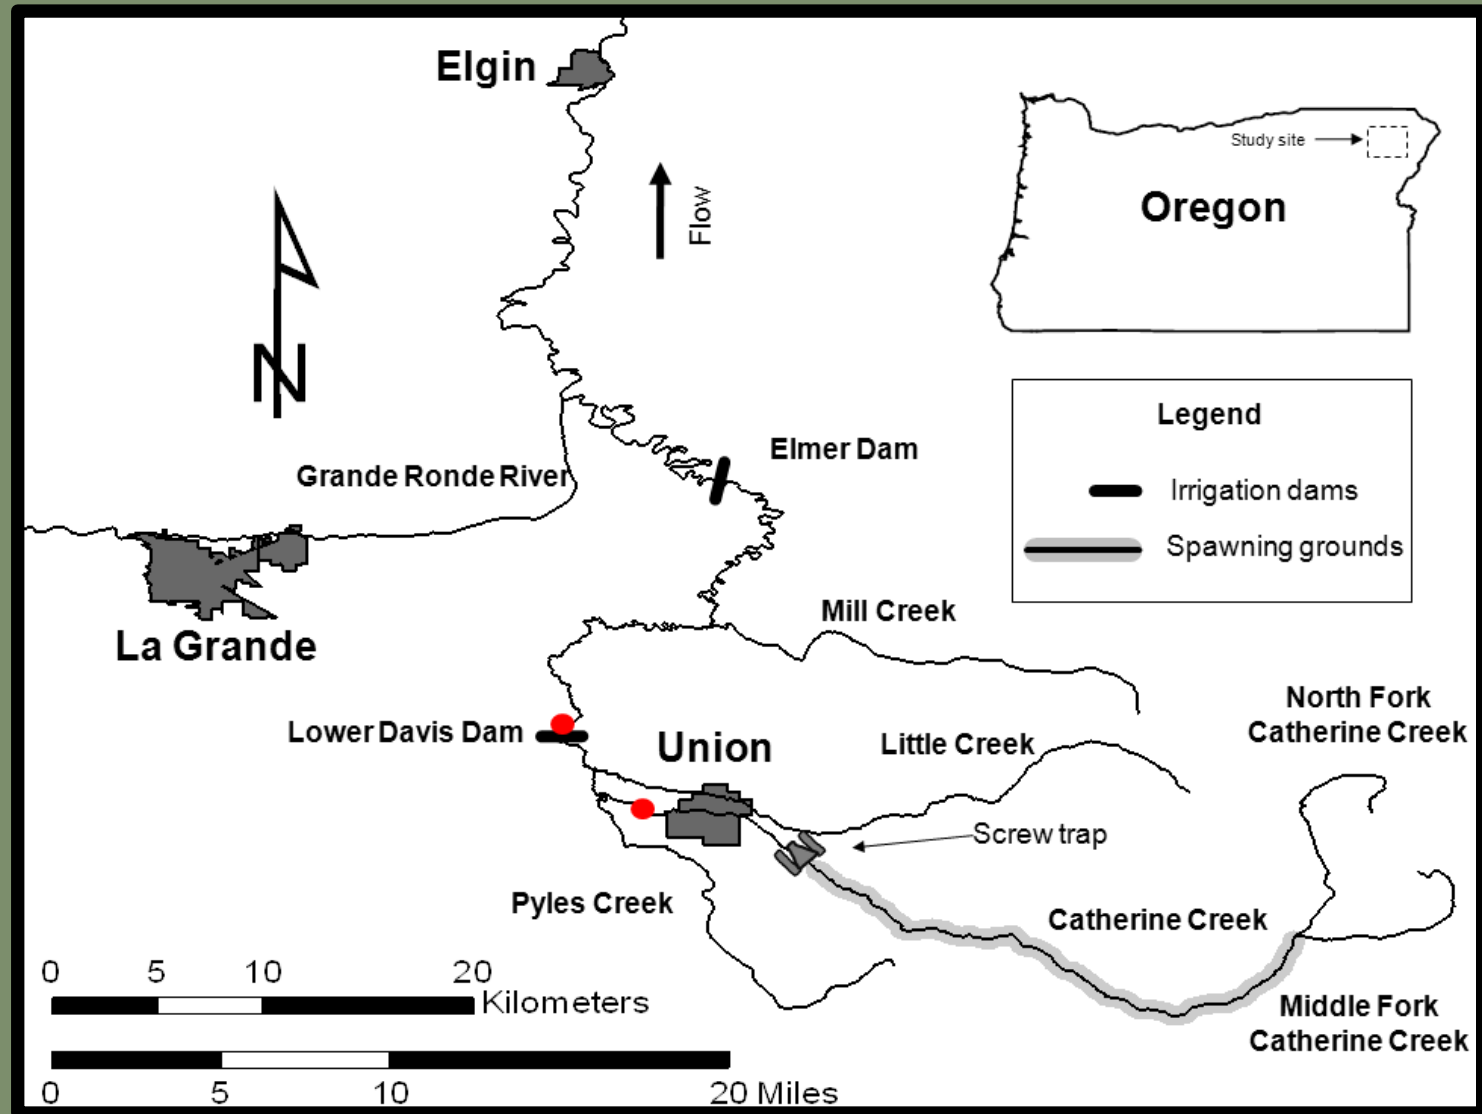 Elgin
Study site
Oregon
Flow
N
Legend
Irrigation dams
Spawning grounds
Elmer Dam
Grande Ronde River
La Grande
Mill Creek
North Fork
Catherine Creek
Lower Davis Dam
Union
Little Creek
Screw trap
Pyles Creek
Catherine Creek
Middle Fork
Catherine Creek
0 5 10 20
Kilometers
0 5 10 20 Miles